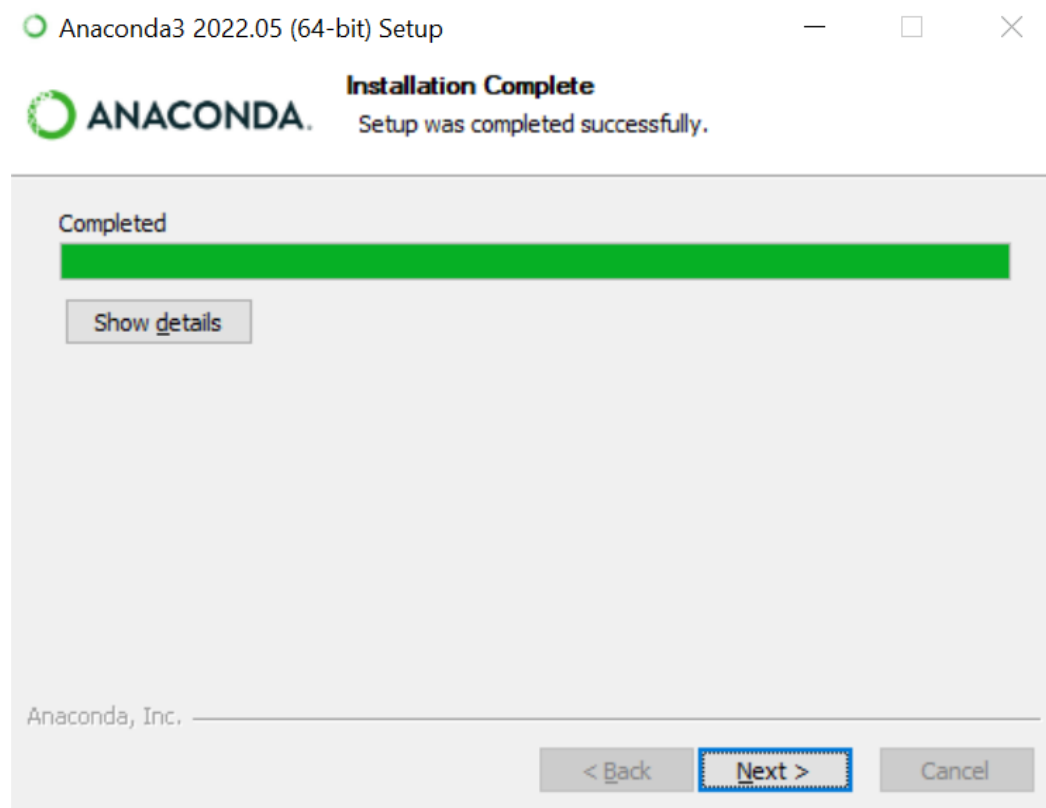 Anaconda3 2022.05 (64-bit) Setup
ANACONDA.
Installation Complete
Setup was completed successfully.
Completed
Show details
Anaconda, Inc.
< Back
Next >
Cancel